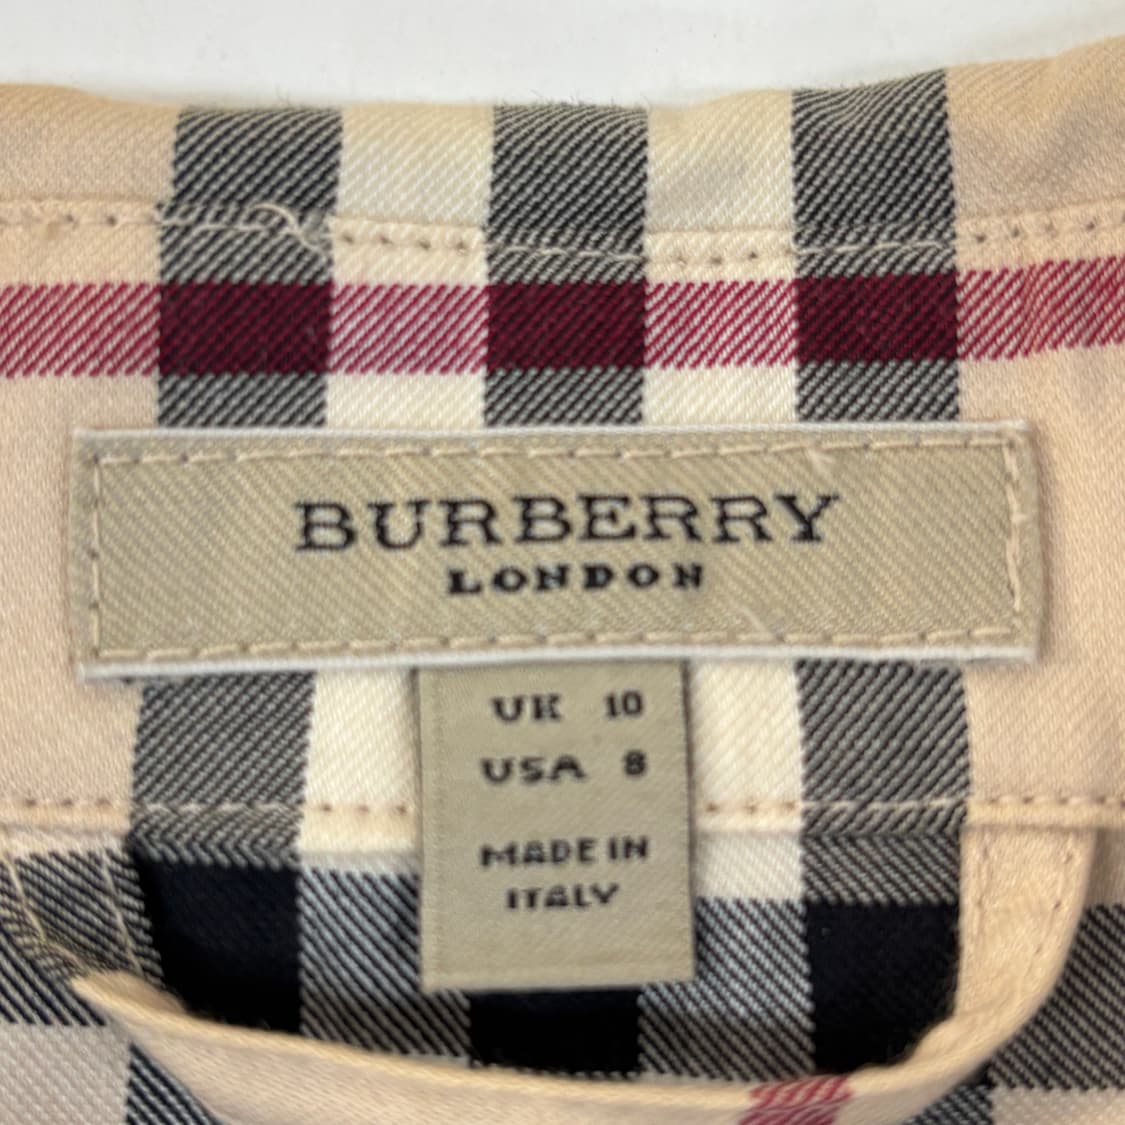 BURBERRY
LONDON
UK 10
USA 8
MADE IN
ITALY